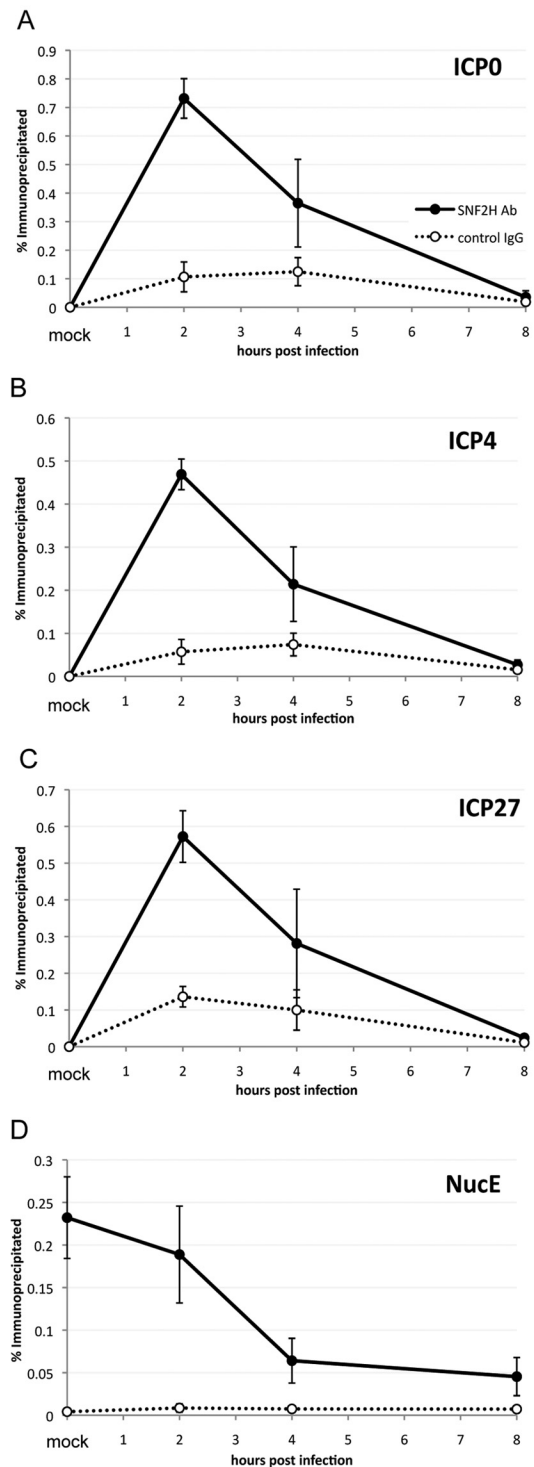 A
ICP0
% Immunoprecipitated
0.9
0.8
0.7
0.6
0.5
0.4
0.3
0.2
0.1
0
SNF2H Ab
control IgG
mock 1 2 3 4 5 6 7 8
hours post infection
B
ICP4
% Immunoprecipitated
0.6
0.5
0.4
0.3
0.2
0.1
0
mock 1 2 3 4 5 6 7 8
hours post infection
C
ICP27
% Immunoprecipitated
0.7
0.6
0.5
0.4
0.3
0.2
0.1
0
mock 1 2 3 4 5 6 7 8
hours post infection
D
NucE
% Immunoprecipitated
0.3
0.25
0.2
0.15
0.1
0.05
0
mock 1 2 3 4 5 6 7 8
hours post infection